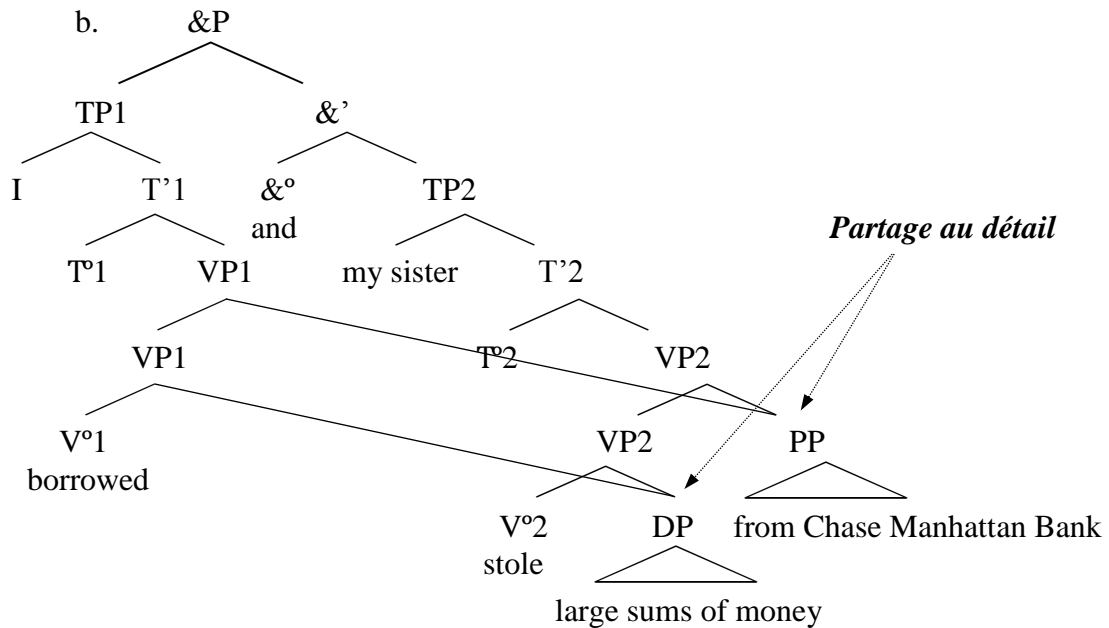 b. &P
TP1 &’
I T’1 &º TP2
and
Partage au détail
Tº1 VP1 my sister T’2
VP1 Tº2 VP2
Vº1 VP2 PP
borrowed
Vº2 DP from Chase Manhattan Bank
stole
large sums of money